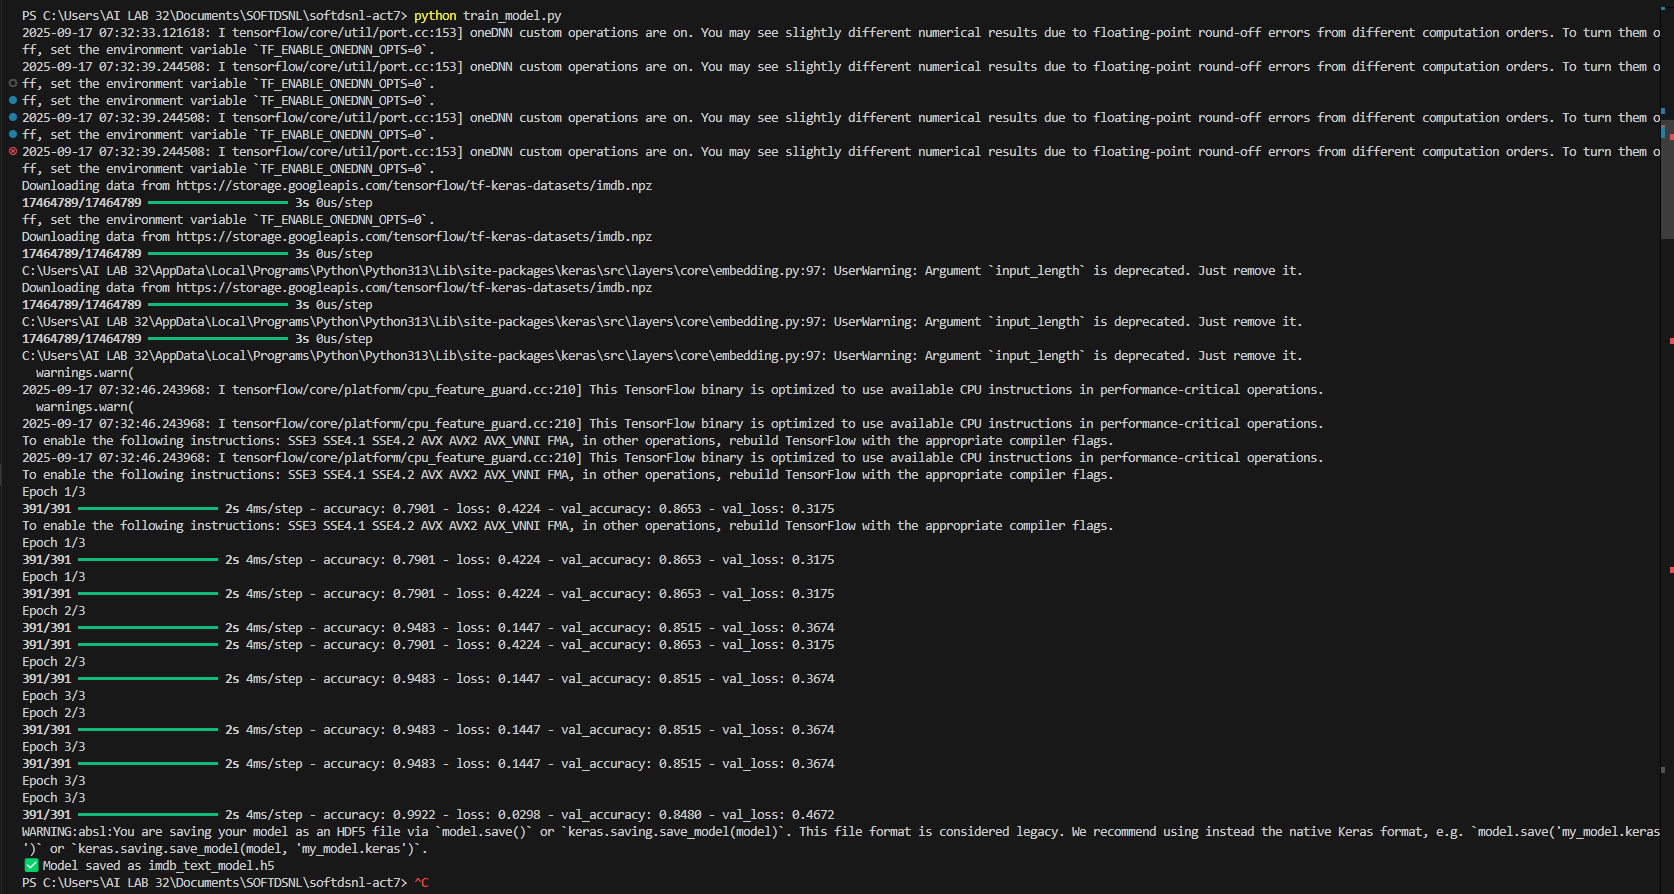 PS C:\Users\AI LAB 32\Documents\SOFTDSNL\softdsnl-act7> python train_model.py
2025-09-17 07:32:33.121618: I tensorflow/core/util/port.cc:153] oneDNN custom operations are on. You may see slightly different numerical results due to floating-point round-off errors from different computation orders. To turn them o
ff, set the environment variable `TF_ENABLE_ONEDNN_OPTS=0`.
2025-09-17 07:32:39.244508: I tensorflow/core/util/port.cc:153] oneDNN custom operations are on. You may see slightly different numerical results due to floating-point round-off errors from different computation orders. To turn them o
ff, set the environment variable `TF_ENABLE_ONEDNN_OPTS=0`.
ff, set the environment variable `TF_ENABLE_ONEDNN_OPTS=0`.
2025-09-17 07:32:39.244508: I tensorflow/core/util/port.cc:153] oneDNN custom operations are on. You may see slightly different numerical results due to floating-point round-off errors from different computation orders. To turn them o
ff, set the environment variable `TF_ENABLE_ONEDNN_OPTS=0`.
2025-09-17 07:32:39.244508: I tensorflow/core/util/port.cc:153] oneDNN custom operations are on. You may see slightly different numerical results due to floating-point round-off errors from different computation orders. To turn them o
ff, set the environment variable `TF_ENABLE_ONEDNN_OPTS=0`.
Downloading data from https://storage.googleapis.com/tensorflow/tf-keras-datasets/imdb.npz
17464789/17464789 3s 0us/step
ff, set the environment variable `TF_ENABLE_ONEDNN_OPTS=0`.
Downloading data from https://storage.googleapis.com/tensorflow/tf-keras-datasets/imdb.npz
17464789/17464789 3s 0us/step
C:\Users\AI LAB 32\AppData\Local\Programs\Python\Python313\Lib\site-packages\keras\src\layers\core\embedding.py:97: UserWarning: Argument `input_length` is deprecated. Just remove it.
Downloading data from https://storage.googleapis.com/tensorflow/tf-keras-datasets/imdb.npz
17464789/17464789 3s 0us/step
C:\Users\AI LAB 32\AppData\Local\Programs\Python\Python313\Lib\site-packages\keras\src\layers\core\embedding.py:97: UserWarning: Argument `input_length` is deprecated. Just remove it.
17464789/17464789 3s 0us/step
C:\Users\AI LAB 32\AppData\Local\Programs\Python\Python313\Lib\site-packages\keras\src\layers\core\embedding.py:97: UserWarning: Argument `input_length` is deprecated. Just remove it.
warnings.warn(
2025-09-17 07:32:46.243968: I tensorflow/core/platform/cpu_feature_guard.cc:210] This TensorFlow binary is optimized to use available CPU instructions in performance-critical operations.
warnings.warn(
2025-09-17 07:32:46.243968: I tensorflow/core/platform/cpu_feature_guard.cc:210] This TensorFlow binary is optimized to use available CPU instructions in performance-critical operations.
To enable the following instructions: SSE3 SSE4.1 SSE4.2 AVX AVX2 AVX_VNNI FMA, in other operations, rebuild TensorFlow with the appropriate compiler flags.
2025-09-17 07:32:46.243968: I tensorflow/core/platform/cpu_feature_guard.cc:210] This TensorFlow binary is optimized to use available CPU instructions in performance-critical operations.
To enable the following instructions: SSE3 SSE4.1 SSE4.2 AVX AVX2 AVX_VNNI FMA, in other operations, rebuild TensorFlow with the appropriate compiler flags.
Epoch 1/3
391/391 2s 4ms/step - accuracy: 0.7901 - loss: 0.4224 - val_accuracy: 0.8653 - val_loss: 0.3175
To enable the following instructions: SSE3 SSE4.1 SSE4.2 AVX AVX2 AVX_VNNI FMA, in other operations, rebuild TensorFlow with the appropriate compiler flags.
Epoch 1/3
391/391 2s 4ms/step - accuracy: 0.7901 - loss: 0.4224 - val_accuracy: 0.8653 - val_loss: 0.3175
Epoch 1/3
391/391 2s 4ms/step - accuracy: 0.7901 - loss: 0.4224 - val_accuracy: 0.8653 - val_loss: 0.3175
Epoch 2/3
391/391 2s 4ms/step - accuracy: 0.9483 - loss: 0.1447 - val_accuracy: 0.8515 - val_loss: 0.3674
391/391 2s 4ms/step - accuracy: 0.7901 - loss: 0.4224 - val_accuracy: 0.8653 - val_loss: 0.3175
Epoch 2/3
391/391 2s 4ms/step - accuracy: 0.9483 - loss: 0.1447 - val_accuracy: 0.8515 - val_loss: 0.3674
Epoch 3/3
Epoch 2/3
391/391 2s 4ms/step - accuracy: 0.9483 - loss: 0.1447 - val_accuracy: 0.8515 - val_loss: 0.3674
Epoch 3/3
391/391 2s 4ms/step - accuracy: 0.9483 - loss: 0.1447 - val_accuracy: 0.8515 - val_loss: 0.3674
Epoch 3/3
Epoch 3/3
391/391 2s 4ms/step - accuracy: 0.9922 - loss: 0.0298 - val_accuracy: 0.8480 - val_loss: 0.4672
WARNING:absl:You are saving your model as an HDF5 file via `model.save()` or `keras.saving.save_model(model)`. This file format is considered legacy. We recommend using instead the native Keras format, e.g. `model.save('my_model.keras
')` or `keras.saving.save_model(model, 'my_model.keras')`.
✅ Model saved as imdb_text_model.h5
PS C:\Users\AI LAB 32\Documents\SOFTDSNL\softdsnl-act7> ^C